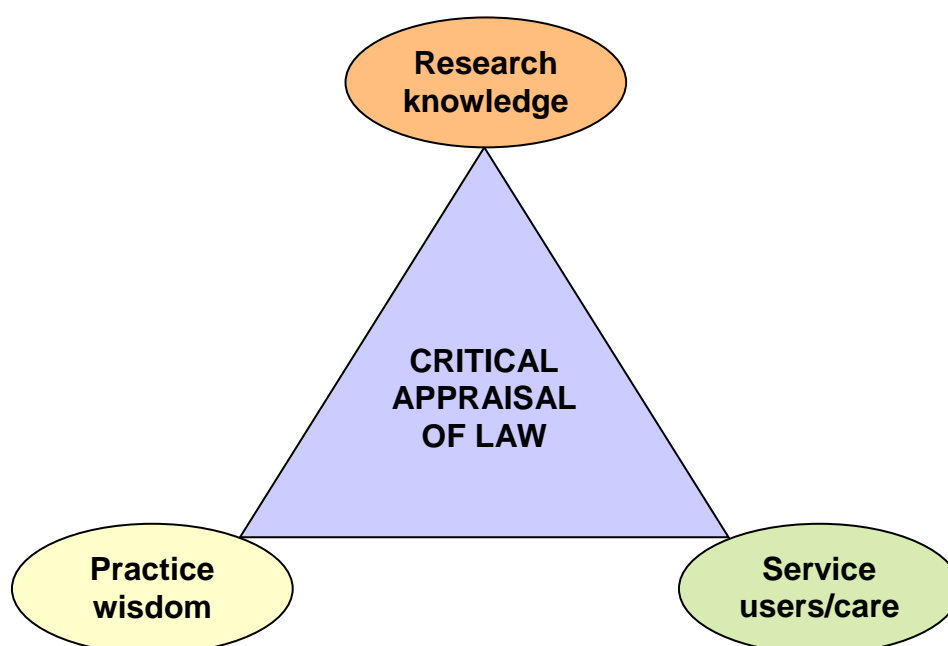 Research
knowledge
CRITICAL
APPRAISAL
OF LAW
Practice
wisdom
Service
users/care